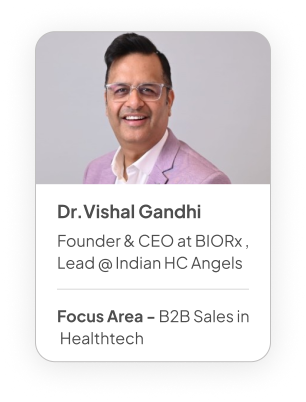 Dr.Vishal Gandhi
Founder & CEO at BIORx ,
Lead @ Indian HC Angels
Focus Area - B2B Sales in
Healthtech